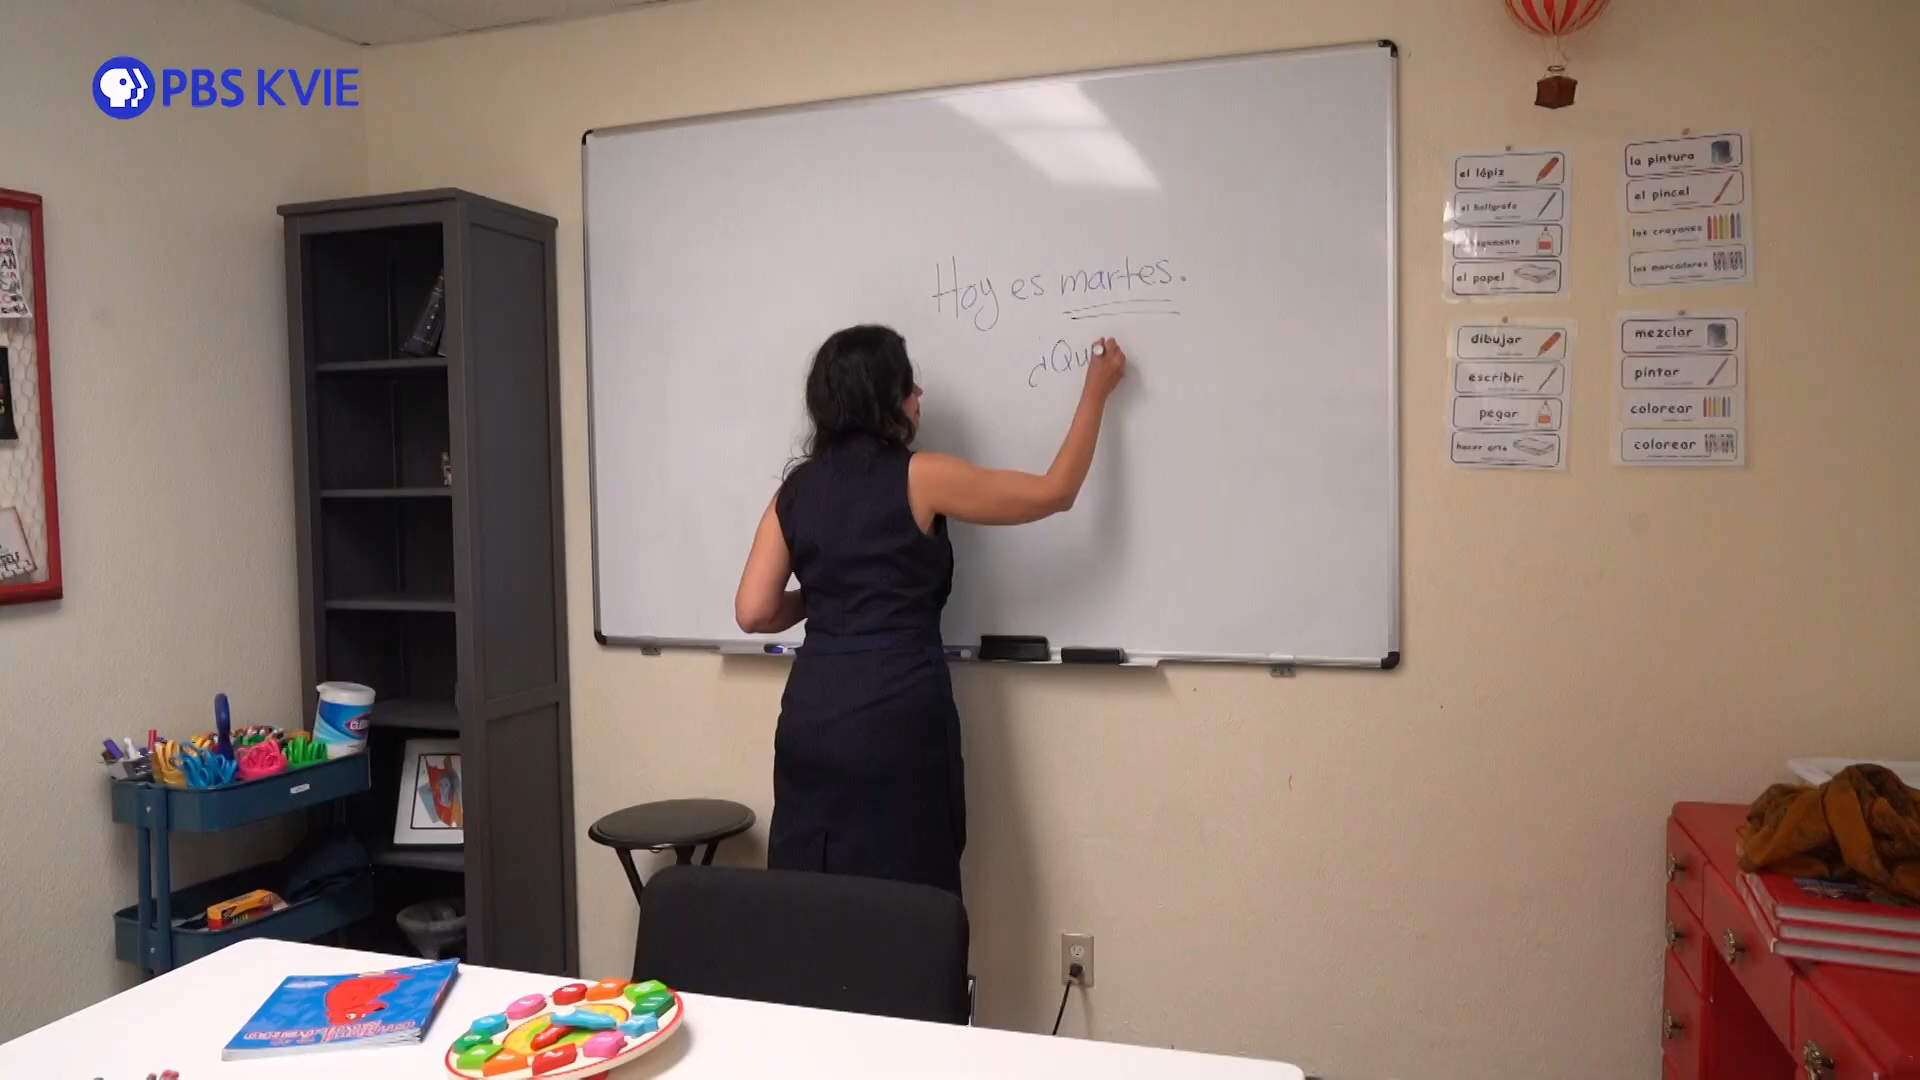 PBS KVIE
Hoy es martes.
¿Qu
el lápiz
el bolígrafo
el papel
la pintura
el pincel
los crayones
los marcadores
dibujar
escribir
pegar
hacer arte
mezclar
pintar
colorear
colorear